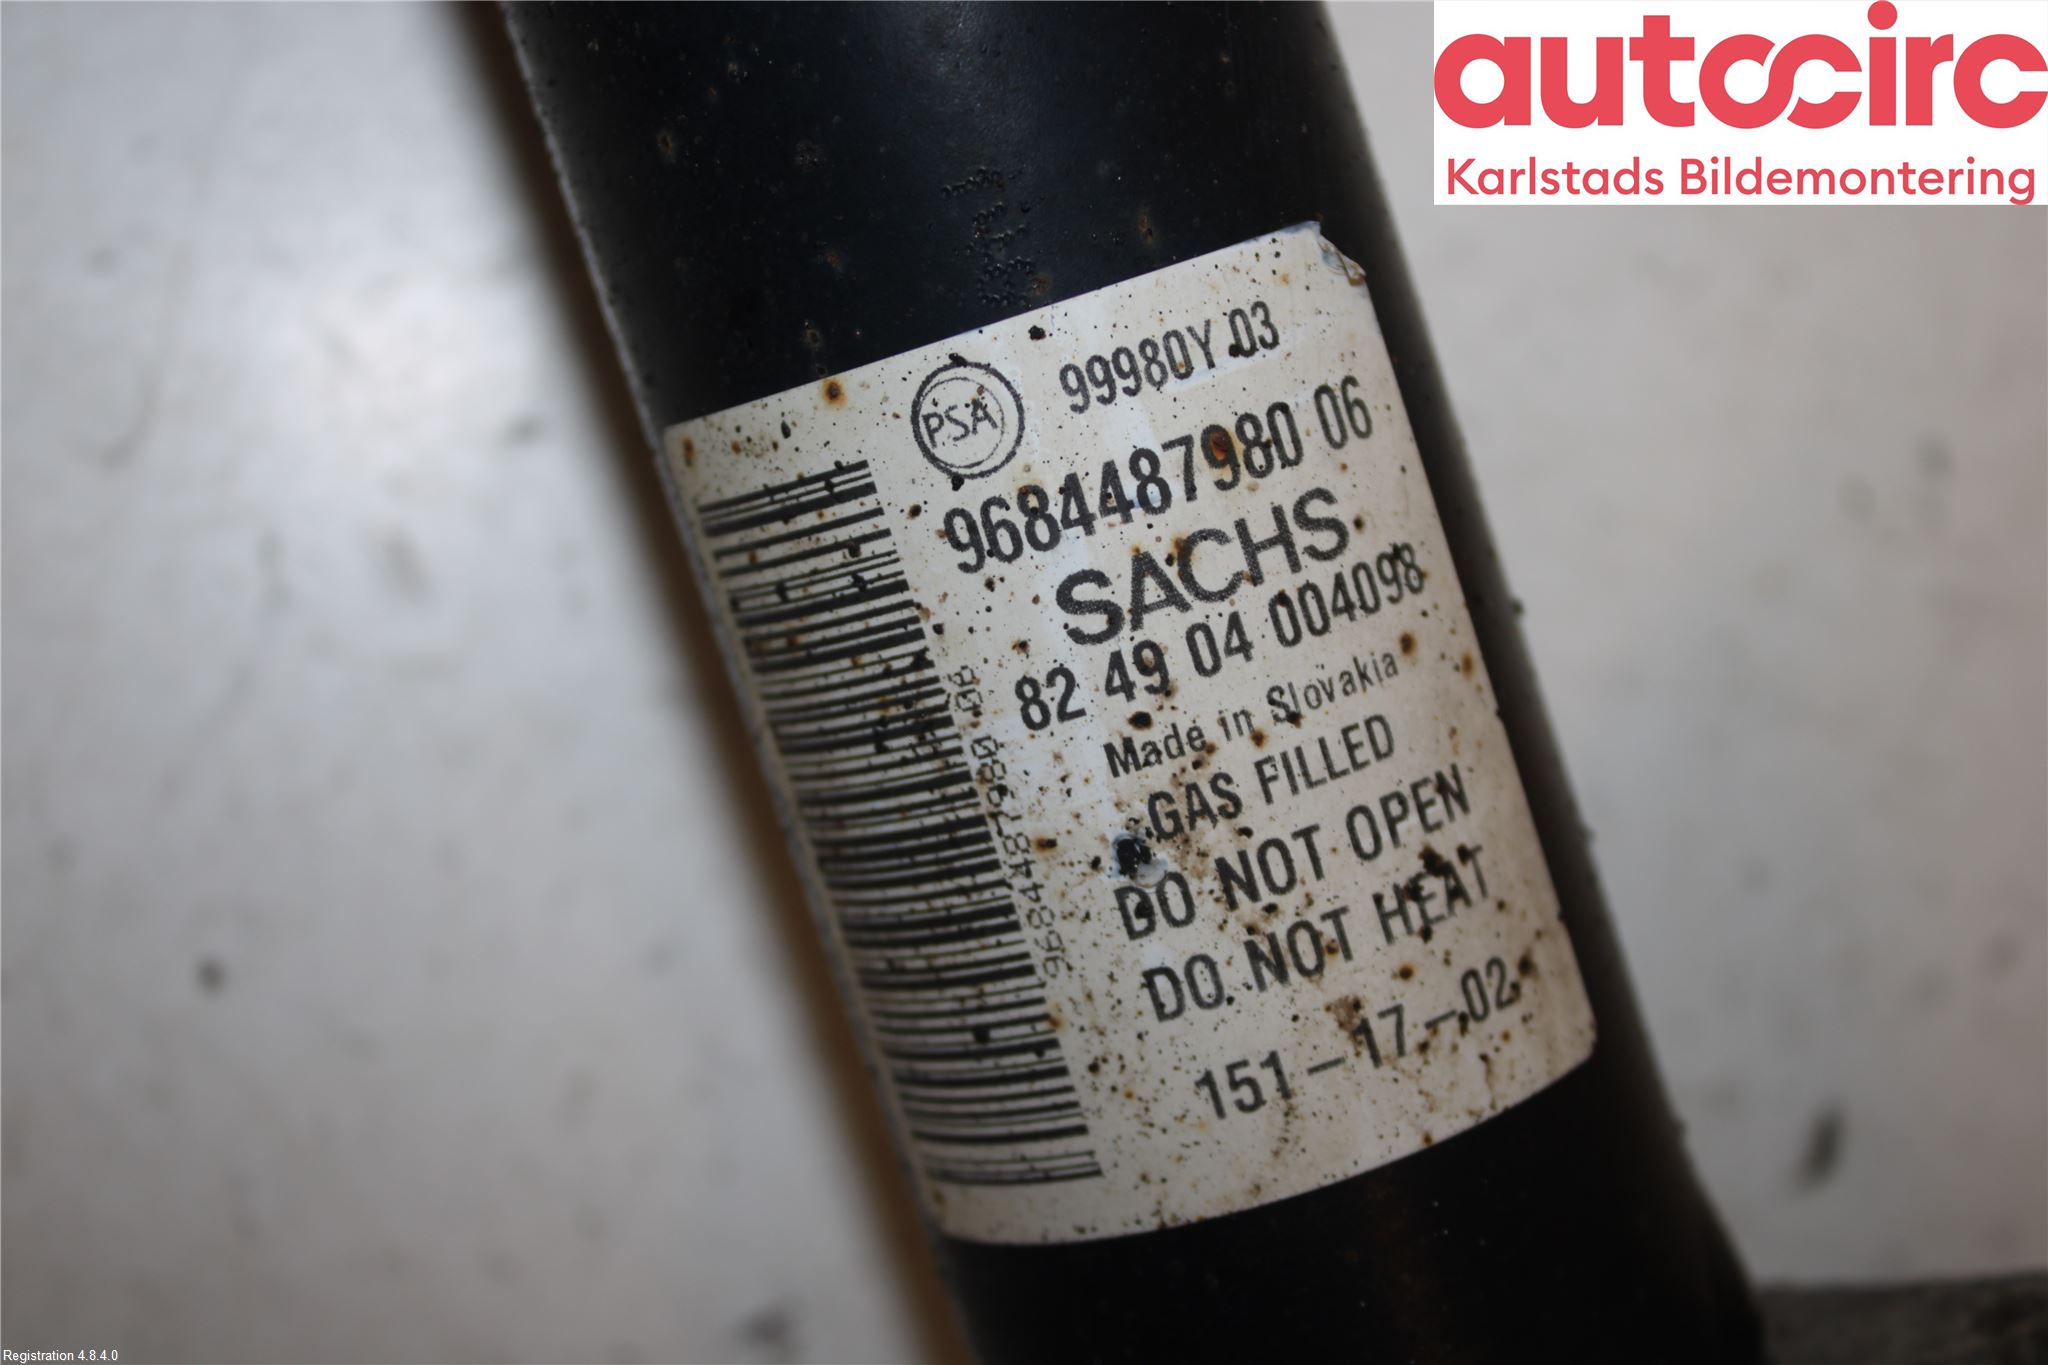 autocirc
Karlstads Bildemontering
PSA
99980Y 03
9684487980 06
SACHS
82 49 04 004098
Made in Slovakia
GAS FILLED
DO NOT OPEN
DO NOT HEAT
151-17-02
9684487980 08
Registration 4.8.4.0